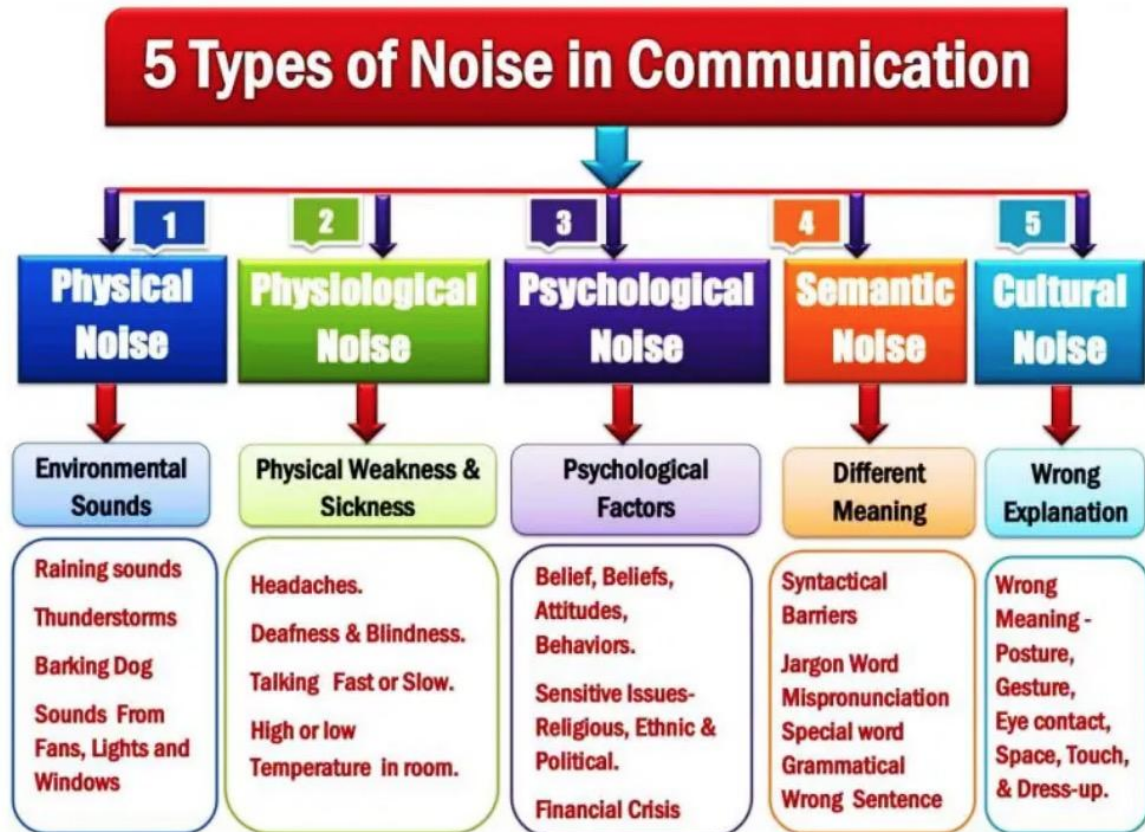 5 Types of Noise in Communication
1
2
3
4
5
Physical
Noise
Physiological
Noise
Psychological
Noise
Semantic
Noise
Cultural
Noise
Environmental
Sounds
Physical Weakness &
Sickness
Psychological
Factors
Different
Meaning
Wrong
Explanation
Raining sounds
Thunderstorms
Barking Dog
Sounds From
Fans, Lights and
Windows
Headaches.
Deafness & Blindness.
Talking Fast or Slow.
High or low
Temperature in room.
Belief, Beliefs,
Attitudes,
Behaviors.
Sensitive Issues-
Religious, Ethnic &
Political.
Financial Crisis
Syntactical
Barriers
Jargon Word
Mispronunciation
Special word
Grammatical
Wrong Sentence
Wrong
Meaning -
Posture,
Gesture,
Eye contact,
Space, Touch,
& Dress-up.